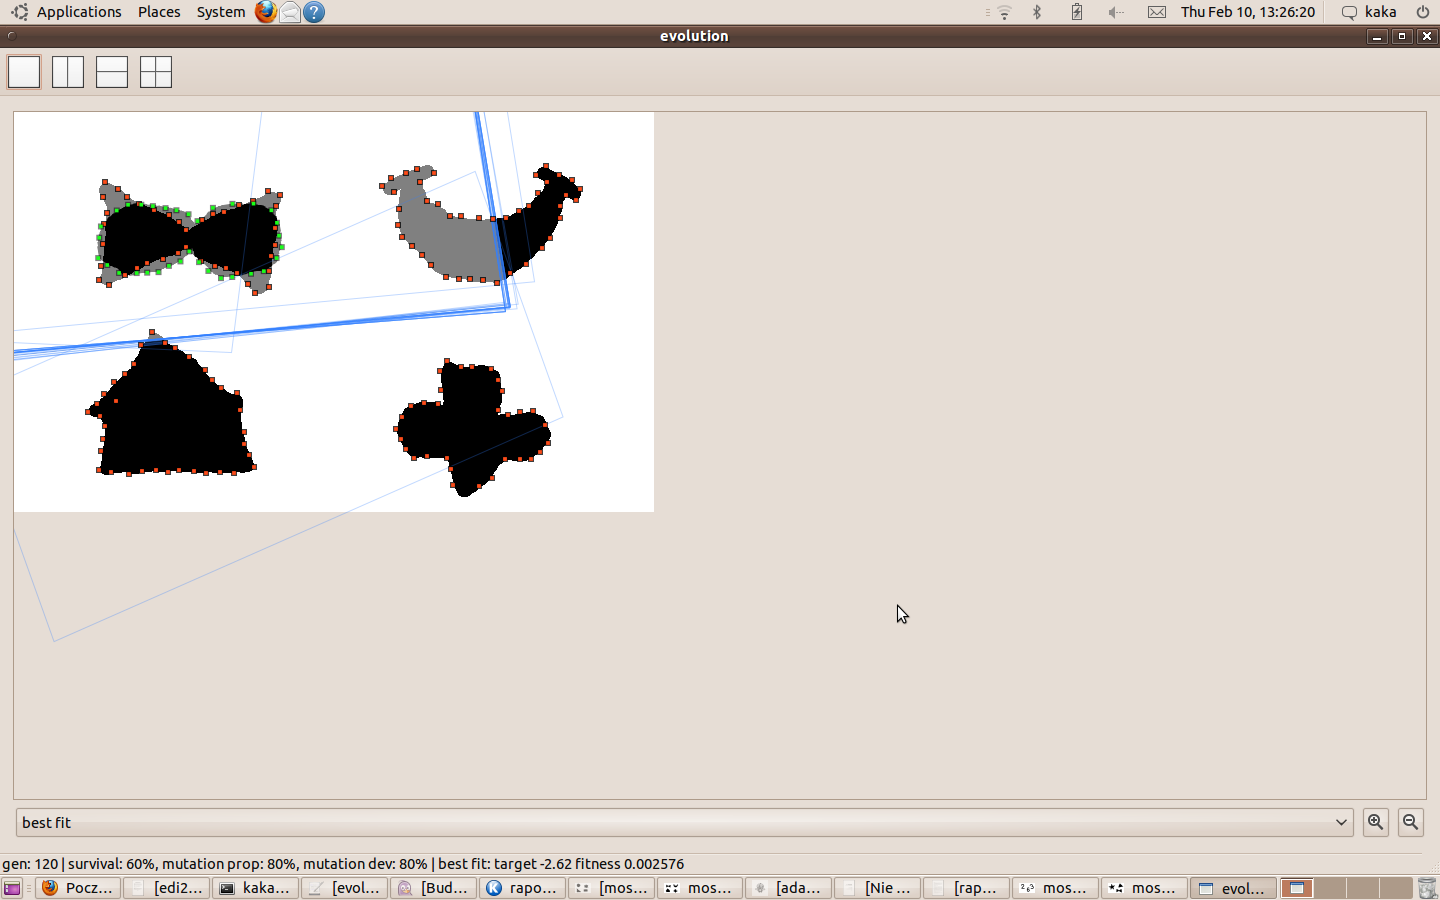 Applications Places System Thu Feb 10, 13:26:20 kaka
evolution
best fit
gen: 120 | survival: 60%, mutation prop: 80%, mutation dev: 80% | best fit: target -2.62 fitness 0.002576
Pocz... [edi2... kaka... [evol... [Bud... rapo... [mos... mos... [ada... [Nie ... [rap... mos... mos... evol...